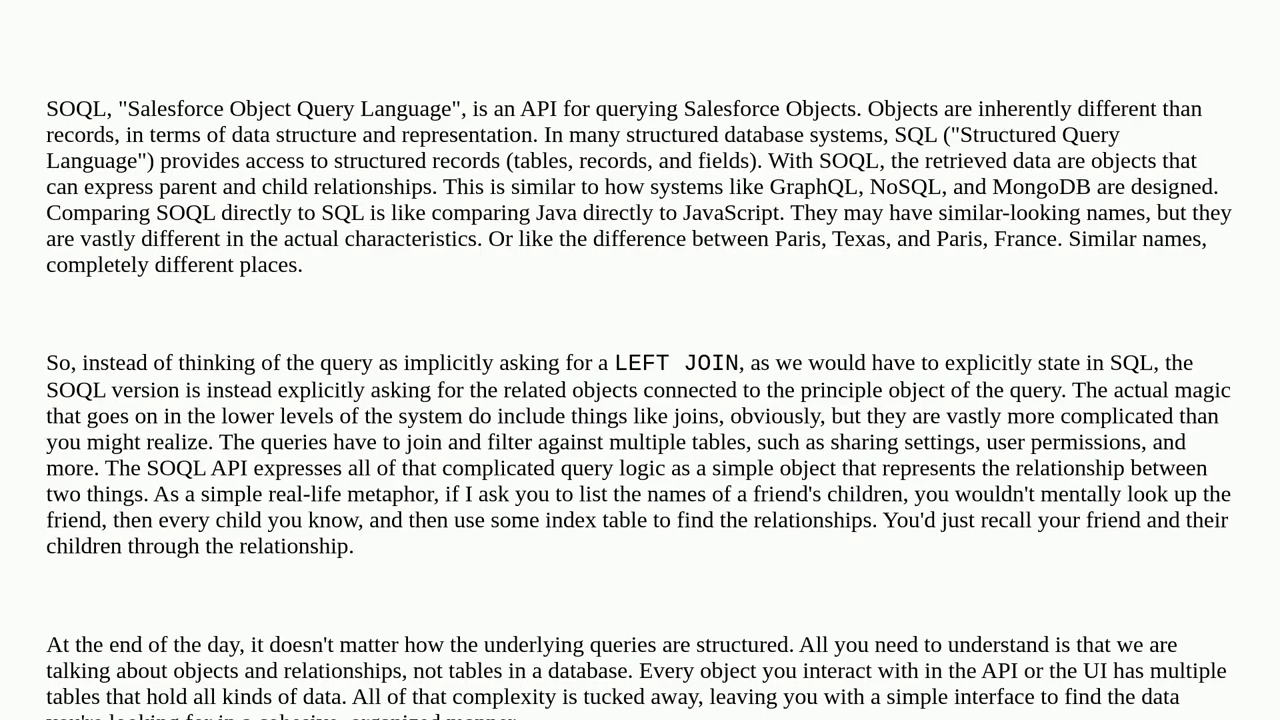 SOQL, "Salesforce Object Query Language", is an API for querying Salesforce Objects. Objects are inherently different than
records, in terms of data structure and representation. In many structured database systems, SQL ("Structured Query
Language") provides access to structured records (tables, records, and fields). With SOQL, the retrieved data are objects that
can express parent and child relationships. This is similar to how systems like GraphQL, NoSQL, and MongoDB are designed.
Comparing SOQL directly to SQL is like comparing Java directly to JavaScript. They may have similar-looking names, but they
are vastly different in the actual characteristics. Or like the difference between Paris, Texas, and Paris, France. Similar names,
completely different places.
So, instead of thinking of the query as implicitly asking for a LEFT JOIN, as we would have to explicitly state in SQL, the
SOQL version is instead explicitly asking for the related objects connected to the principle object of the query. The actual magic
that goes on in the lower levels of the system do include things like joins, obviously, but they are vastly more complicated than
you might realize. The queries have to join and filter against multiple tables, such as sharing settings, user permissions, and
more. The SOQL API expresses all of that complicated query logic as a simple object that represents the relationship between
two things. As a simple real-life metaphor, if I ask you to list the names of a friend's children, you wouldn't mentally look up the
friend, then every child you know, and then use some index table to find the relationships. You'd just recall your friend and their
children through the relationship.
At the end of the day, it doesn't matter how the underlying queries are structured. All you need to understand is that we are
talking about objects and relationships, not tables in a database. Every object you interact with in the API or the UI has multiple
tables that hold all kinds of data. All of that complexity is tucked away, leaving you with a simple interface to find the data
you're looking for in a cohesive, organized manner.